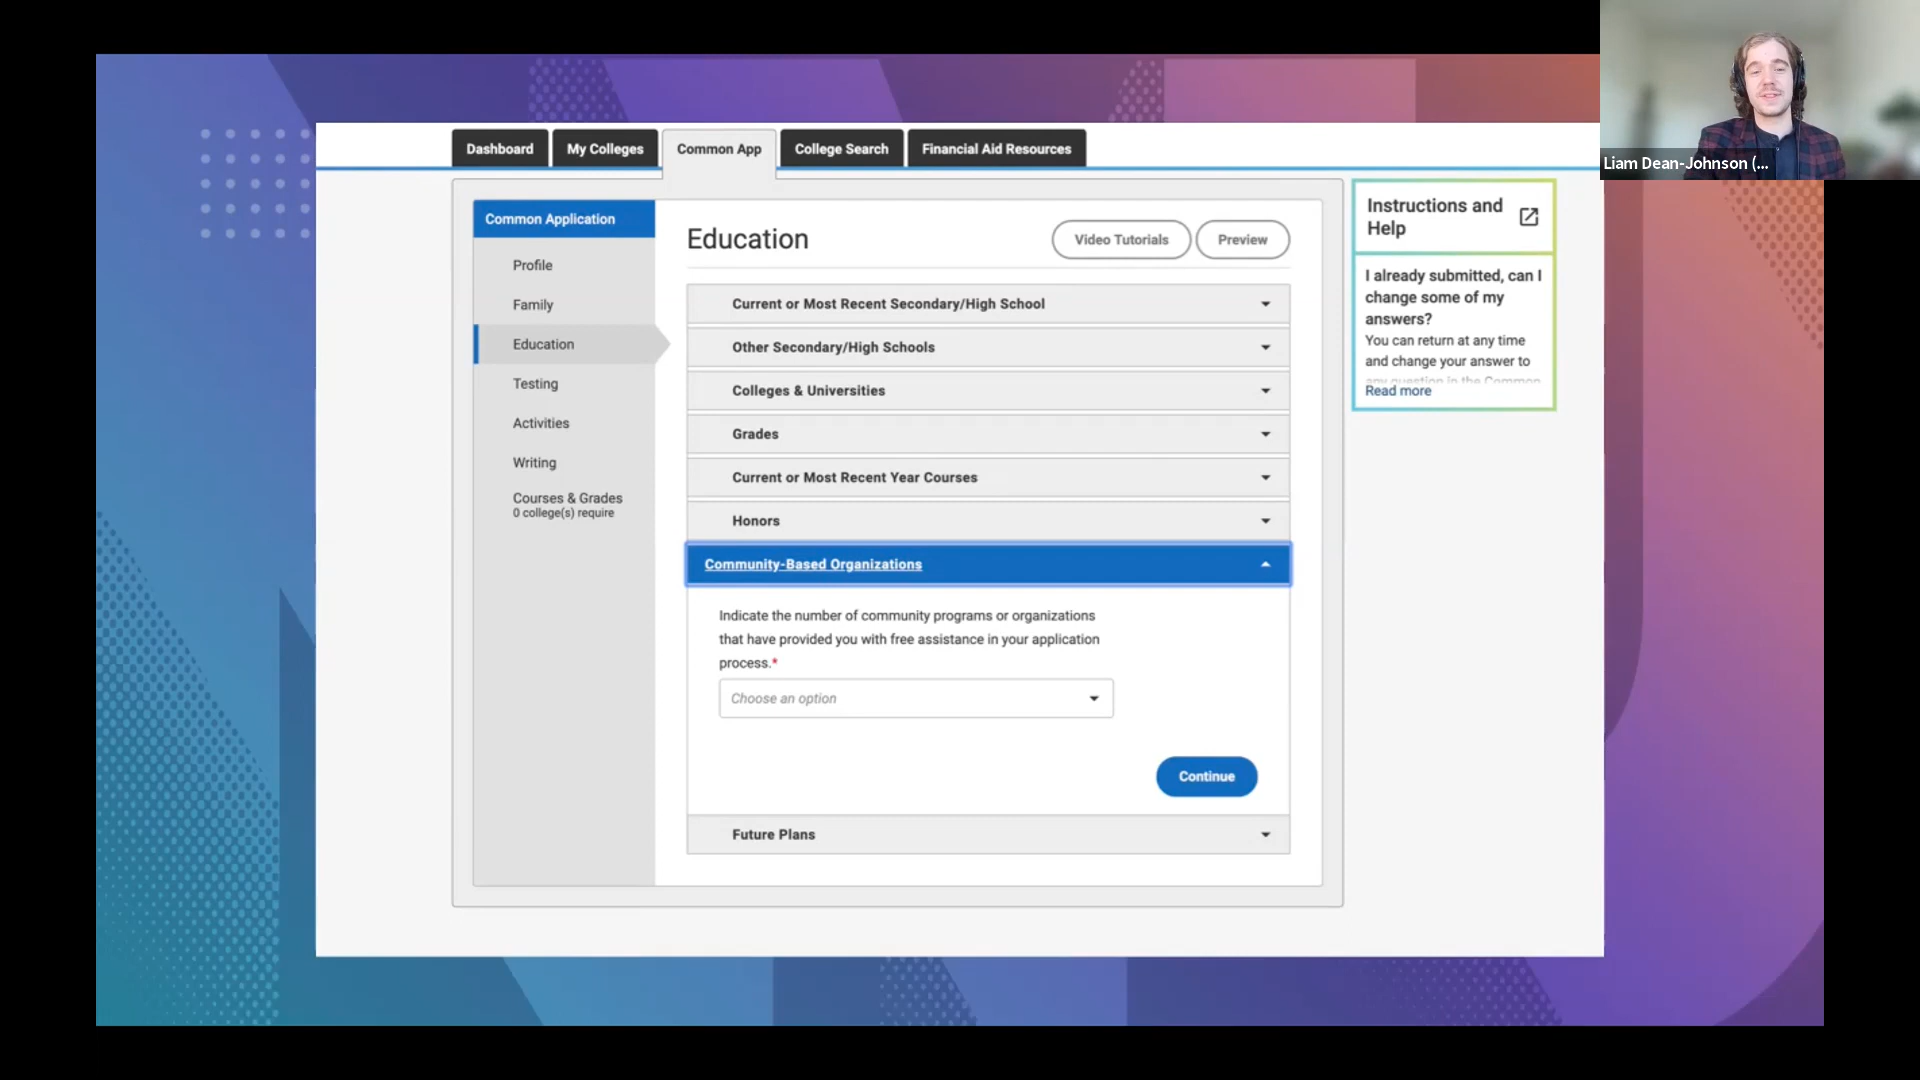 Dashboard
My Colleges
Common App
College Search
Financial Aid Resources
Liam Dean-Johnson (...
Common Application
Profile
Family
Education
Testing
Activities
Writing
Courses & Grades
0 college(s) require
Education
Video Tutorials
Preview
Current or Most Recent Secondary/High School
Other Secondary/High Schools
Colleges & Universities
Grades
Current or Most Recent Year Courses
Honors
Community-Based Organizations
Indicate the number of community programs or organizations
that have provided you with free assistance in your application
process.*
Choose an option
Continue
Future Plans
Instructions and
Help
I already submitted, can I
change some of my
answers?
You can return at any time
and change your answer to
any question in the Common
Read more